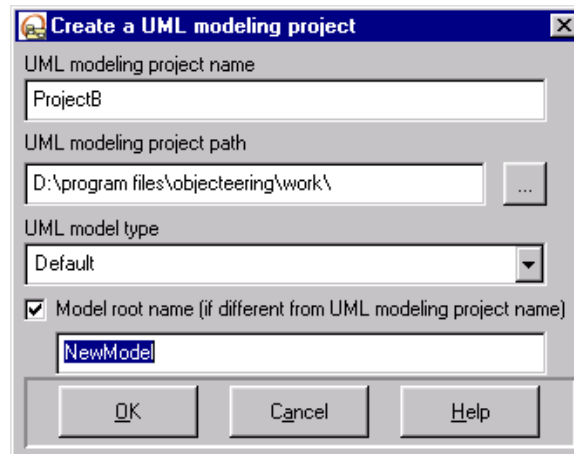 Create a UML modeling project
UML modeling project name
ProjectB
UML modeling project path
D:\program files\objecteering\work\
...
UML model type
Default
Model root name (if different from UML modeling project name)
NewModel
OK Cancel Help